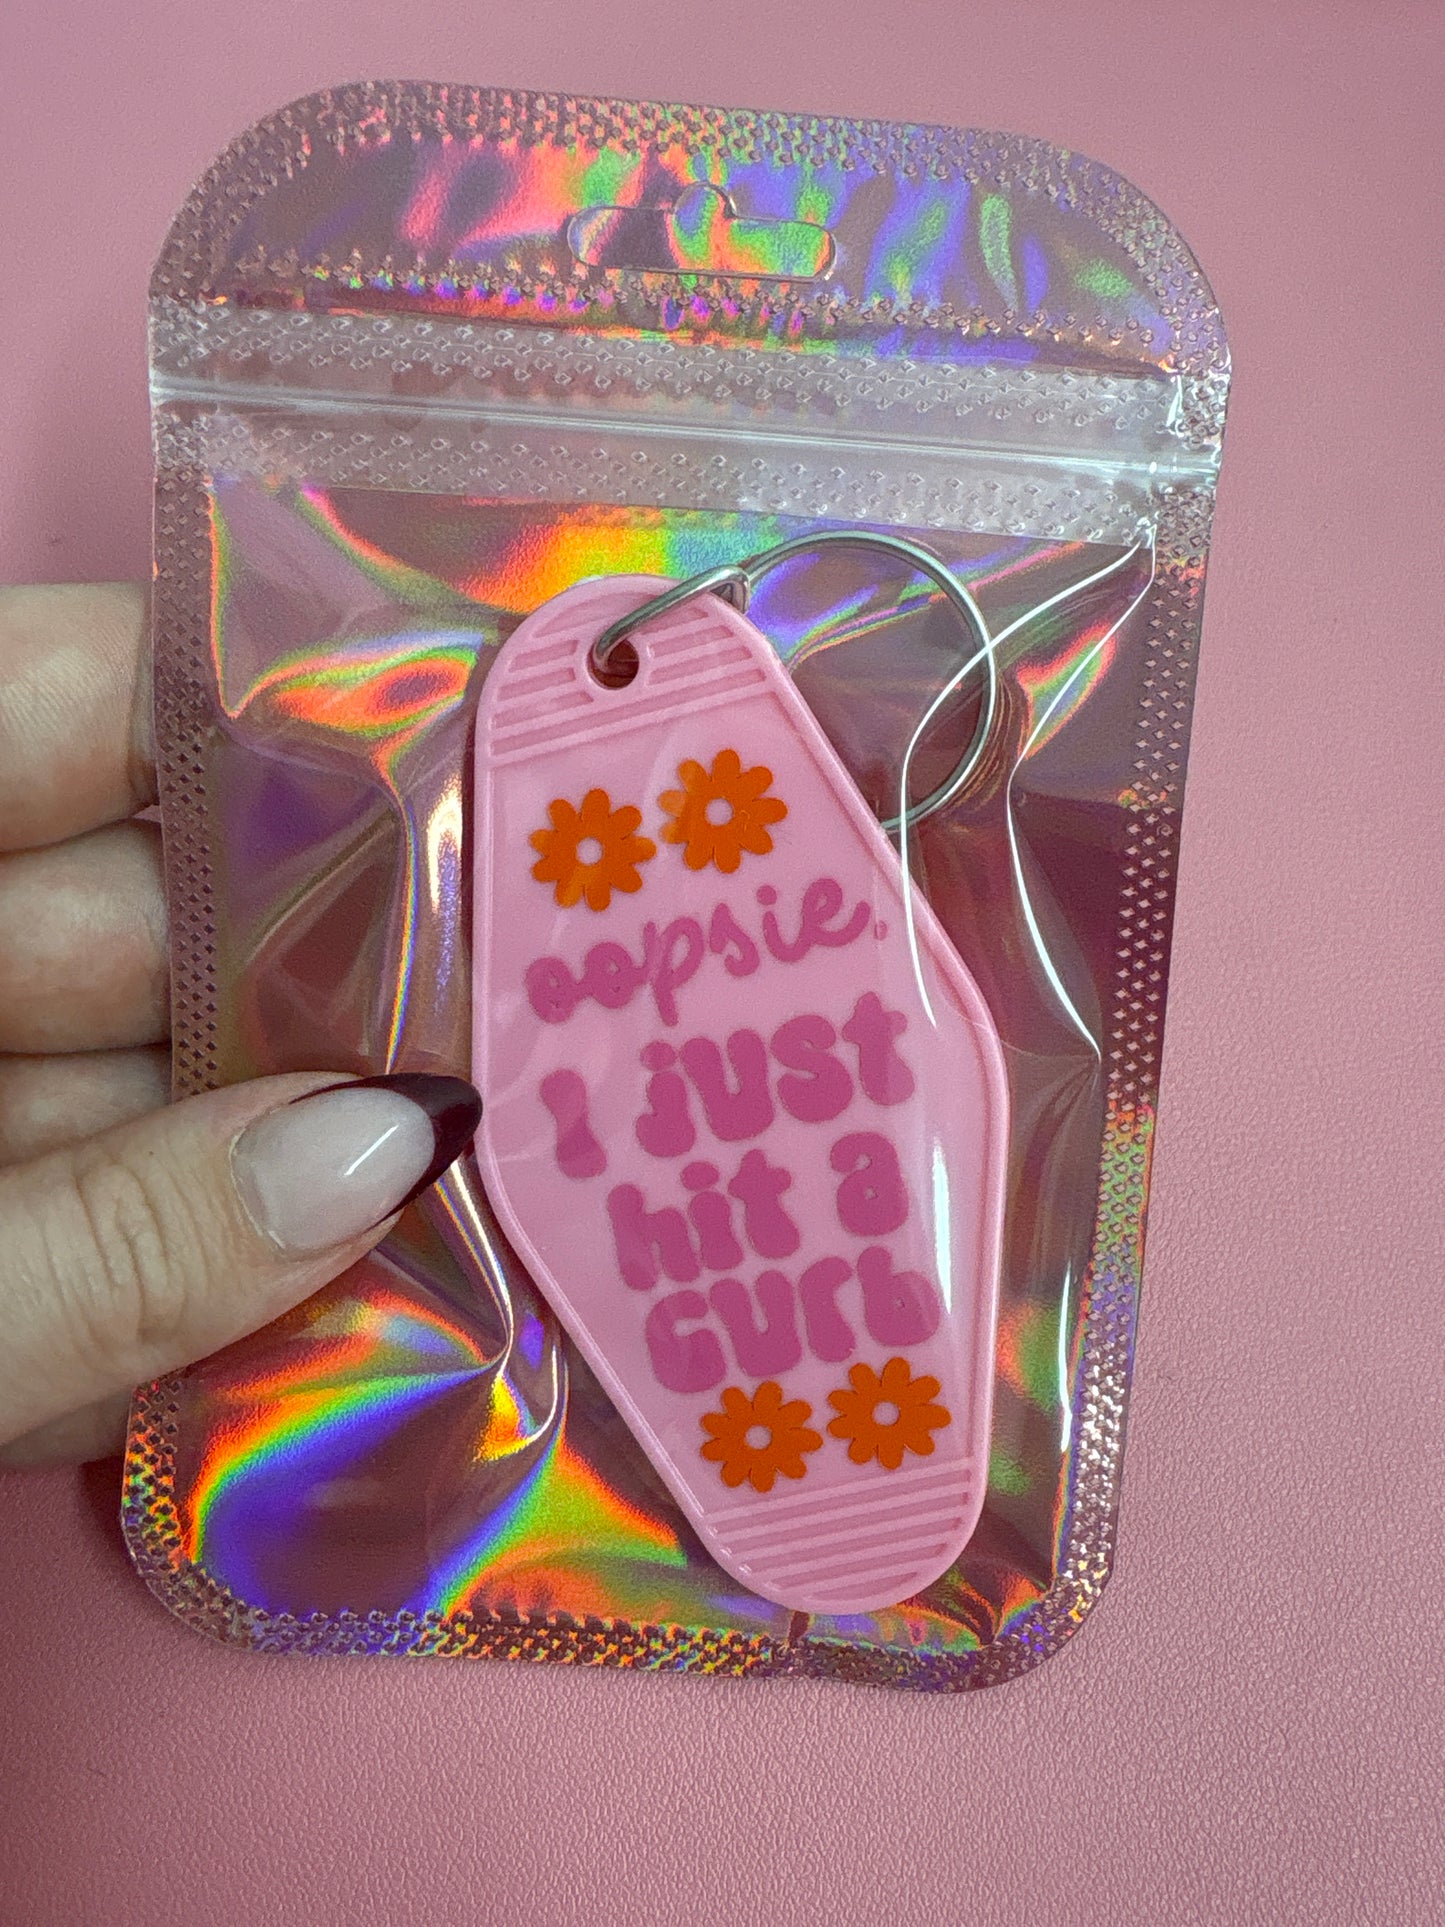 oopsie.
I just
hit a
curb